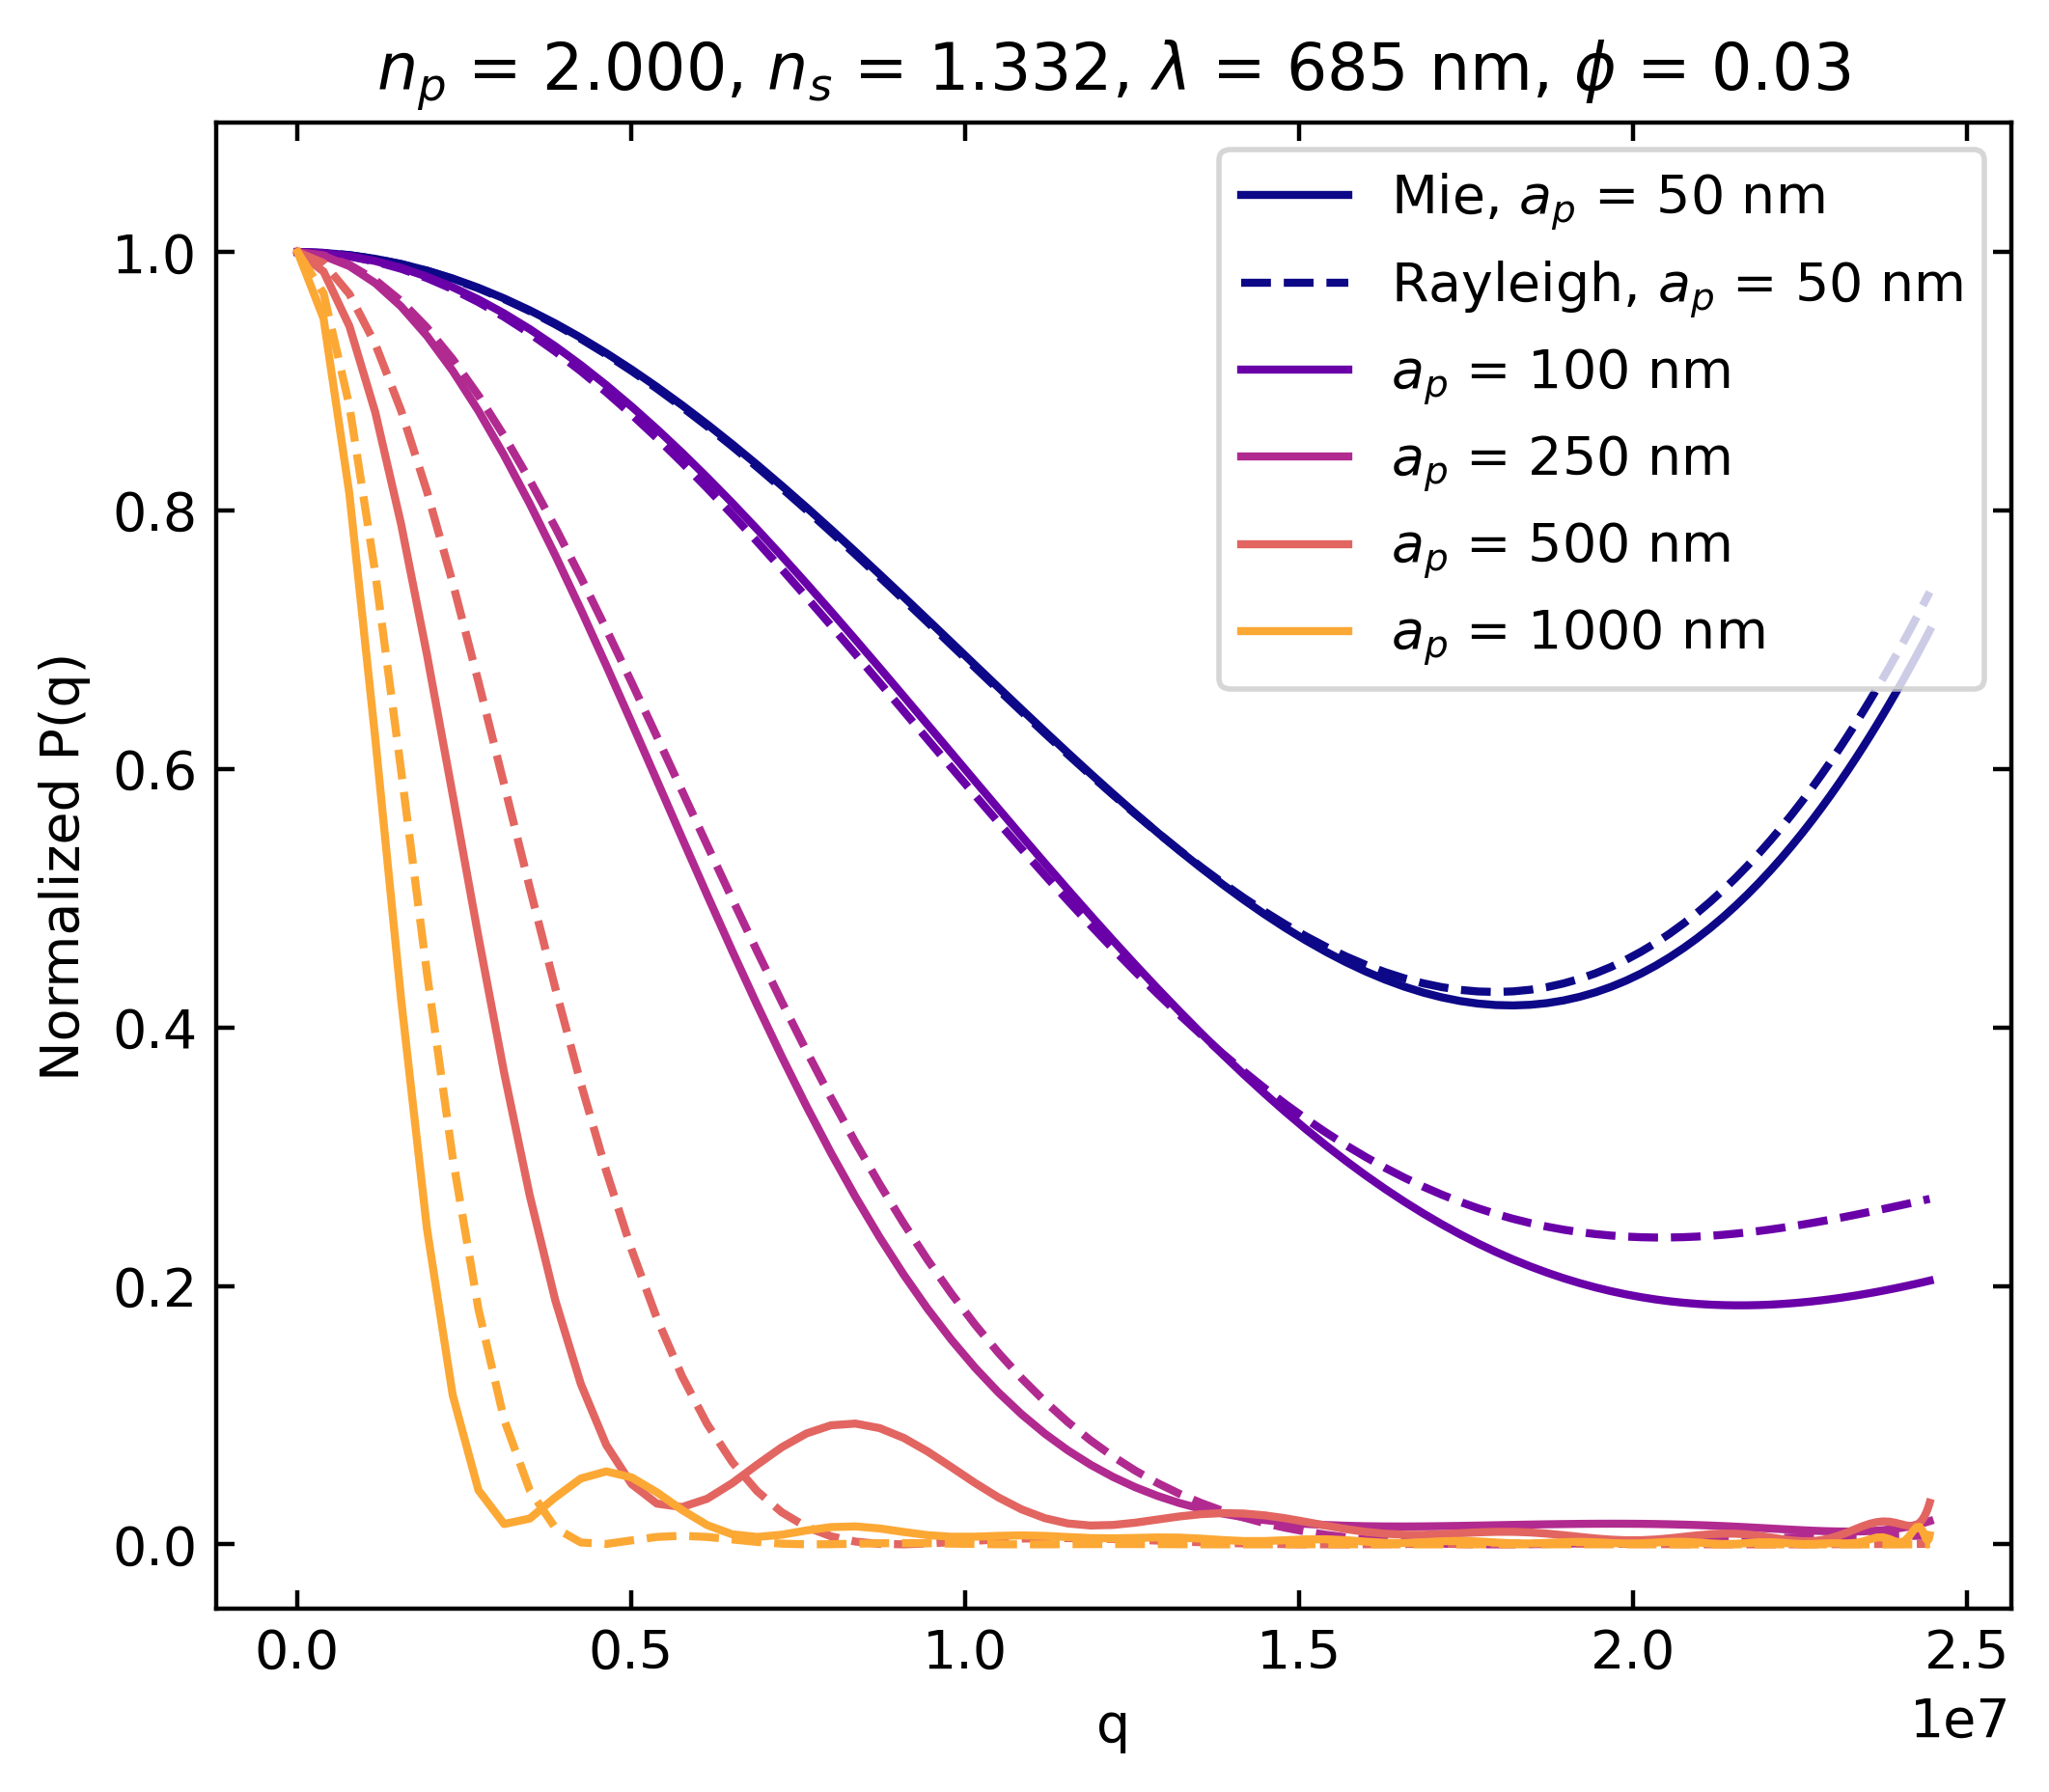 n_p = 2.000, n_s = 1.332, λ = 685 nm, ϕ = 0.03
Mie, a_p = 50 nm
Rayleigh, a_p = 50 nm
a_p = 100 nm
a_p = 250 nm
a_p = 500 nm
a_p = 1000 nm
Normalized P(q)
1.0
0.8
0.6
0.4
0.2
0.0
0.0 0.5 1.0 1.5 2.0 2.5
1e7
q